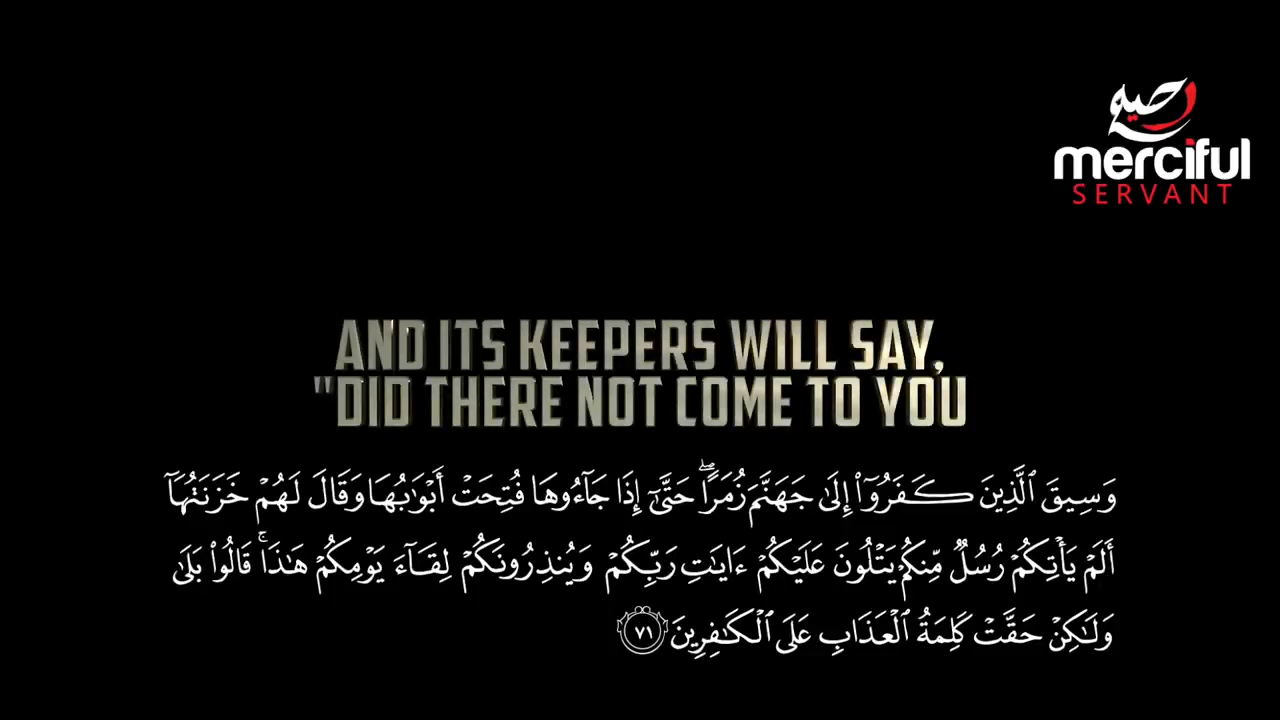 رحيم
merciful
SERVANT
AND ITS KEEPERS WILL SAY,
"DID THERE NOT COME TO YOU
وَسِيقَ ٱلَّذِينَ كَفَرُوٓا۟ إِلَىٰ جَهَنَّمَ زُمَرًا ۖ حَتَّىٰٓ إِذَا جَآءُوهَا فُتِحَتْ أَبْوَٰبُهَا وَقَالَ لَهُمْ خَزَنَتُهَآ
أَلَمْ يَأْتِكُمْ رُسُلٌ مِّنكُمْ يَتْلُونَ عَلَيْكُمْ ءَايَٰتِ رَبِّكُمْ وَيُنذِرُونَكُمْ لِقَآءَ يَوْمِكُمْ هَٰذَا ۚ قَالُوا۟ بَلَىٰ
وَلَٰكِنْ حَقَّتْ كَلِمَةُ ٱلْعَذَابِ عَلَى ٱلْكَٰفِرِينَ ٧١